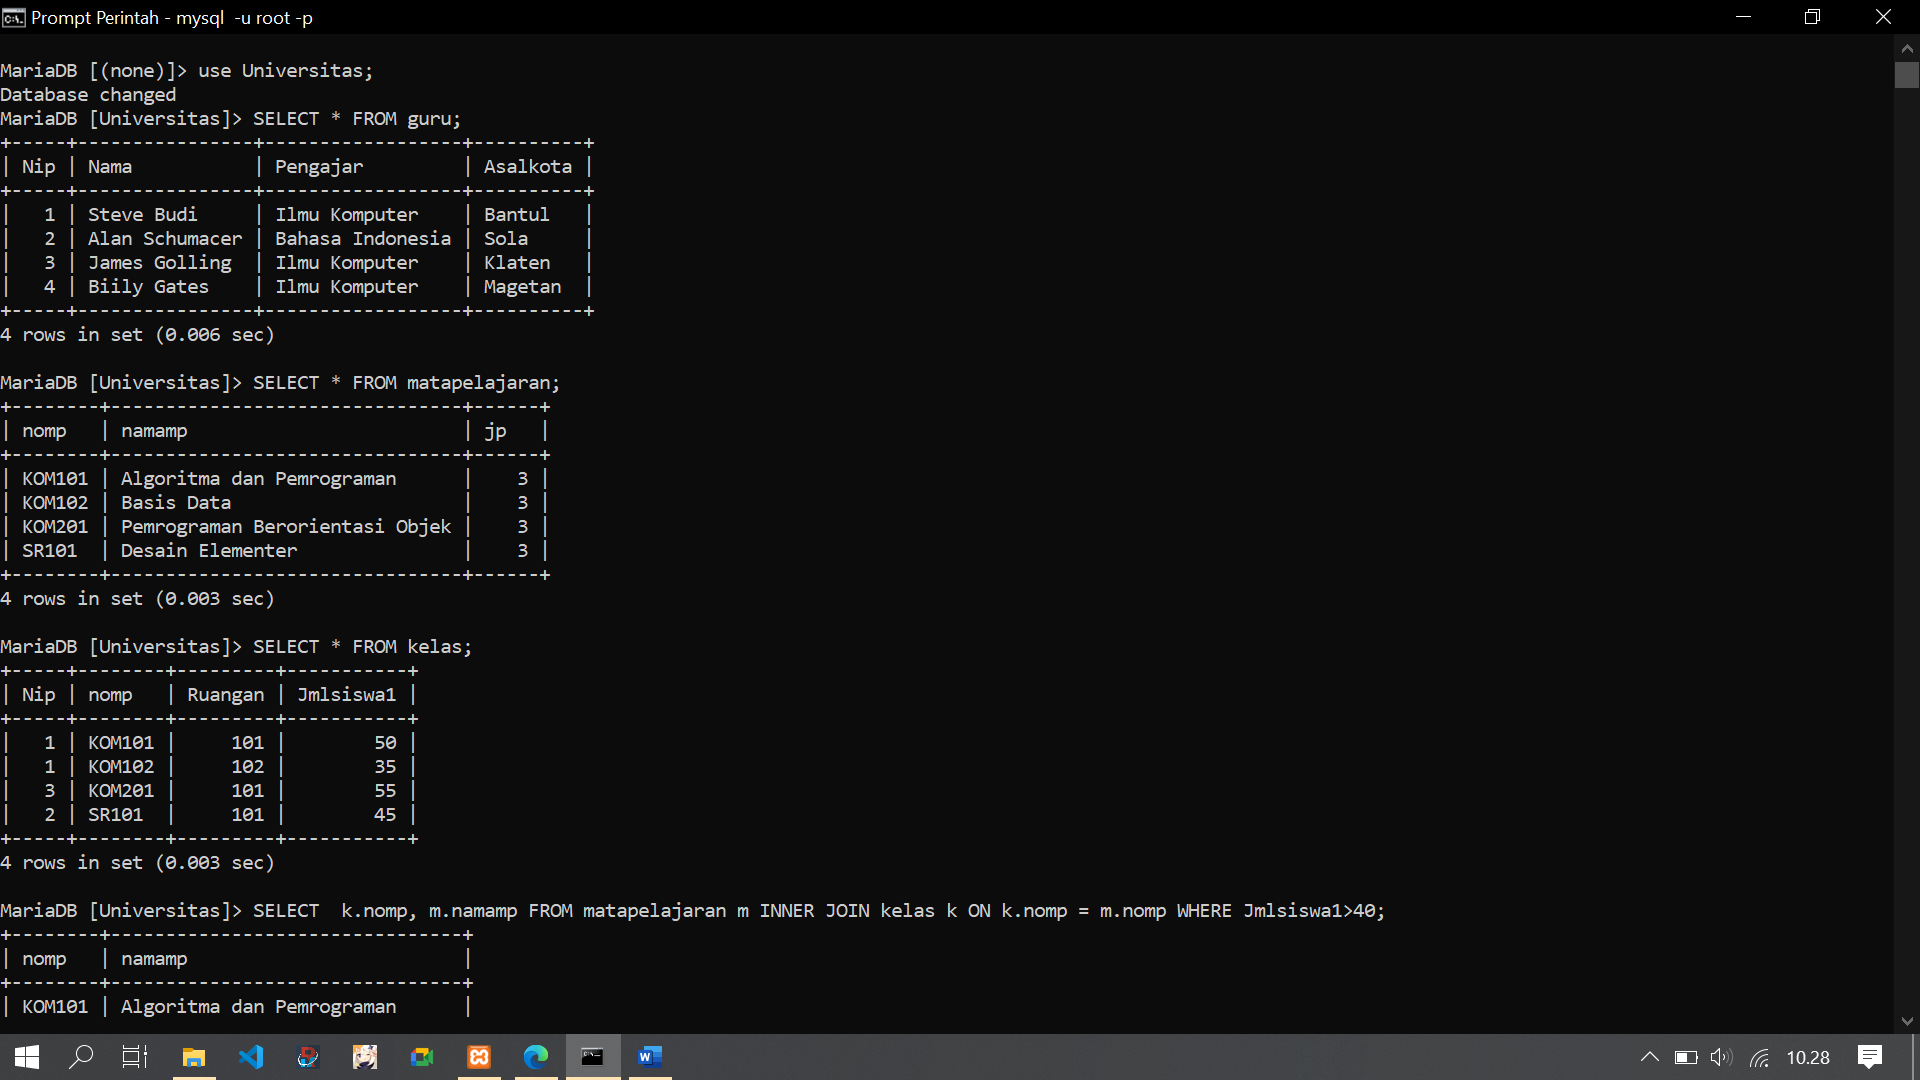 Prompt Perintah - mysql  -u root -p
MariaDB [(none)]> use Universitas;
Database changed
MariaDB [Universitas]> SELECT * FROM guru;
+-----+----------------+------------------+----------+
| Nip | Nama           | Pengajar         | Asalkota |
+-----+----------------+------------------+----------+
|   1 | Steve Budi     | Ilmu Komputer    | Bantul   |
|   2 | Alan Schumacer | Bahasa Indonesia | Sola     |
|   3 | James Golling  | Ilmu Komputer    | Klaten   |
|   4 | Biily Gates    | Ilmu Komputer    | Magetan  |
+-----+----------------+------------------+----------+
4 rows in set (0.006 sec)
MariaDB [Universitas]> SELECT * FROM matapelajaran;
+--------+--------------------------------+------+
| nomp   | namamp                         | jp   |
+--------+--------------------------------+------+
| KOM101 | Algoritma dan Pemrograman      |    3 |
| KOM102 | Basis Data                     |    3 |
| KOM201 | Pemrograman Berorientasi Objek |    3 |
| SR101  | Desain Elementer               |    3 |
+--------+--------------------------------+------+
4 rows in set (0.003 sec)
MariaDB [Universitas]> SELECT * FROM kelas;
+-----+--------+---------+-----------+
| Nip | nomp   | Ruangan | Jmlsiswa1 |
+-----+--------+---------+-----------+
|   1 | KOM101 |     101 |        50 |
|   1 | KOM102 |     102 |        35 |
|   3 | KOM201 |     101 |        55 |
|   2 | SR101  |     101 |        45 |
+-----+--------+---------+-----------+
4 rows in set (0.003 sec)
MariaDB [Universitas]> SELECT  k.nomp, m.namamp FROM matapelajaran m INNER JOIN kelas k ON k.nomp = m.nomp WHERE Jmlsiswa1>40;
+--------+--------------------------------+
| nomp   | namamp                         |
+--------+--------------------------------+
| KOM101 | Algoritma dan Pemrograman      |
10.28